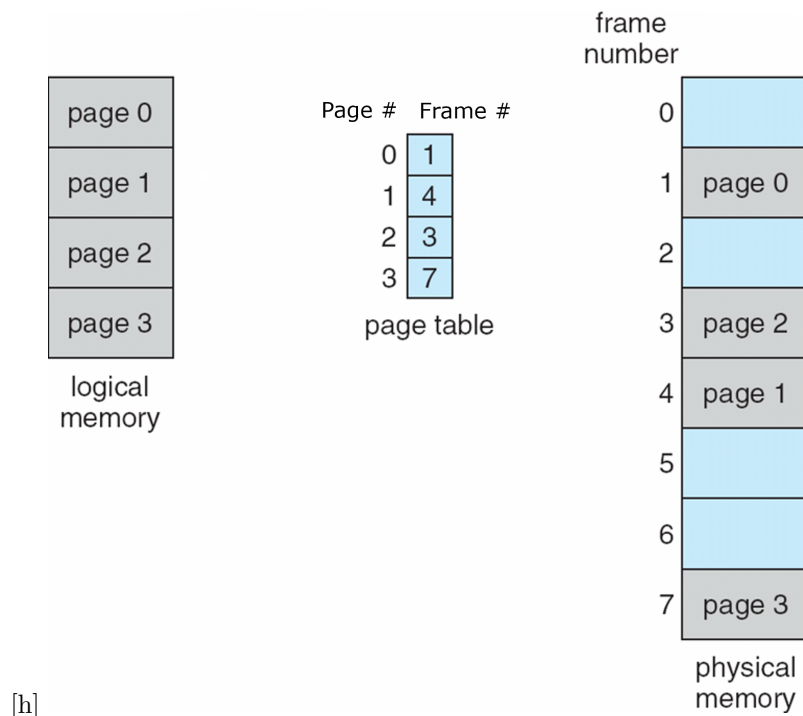 frame
number
page 0
page 1
page 2
page 3
logical
memory
Page # Frame #
0 1
1 4
2 3
3 7
page table
0
1 page 0
2
3 page 2
4 page 1
5
6
7 page 3
physical
memory
[h]